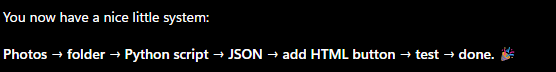 You now have a nice little system:
Photos → folder → Python script → JSON → add HTML button → test → done. 🎉